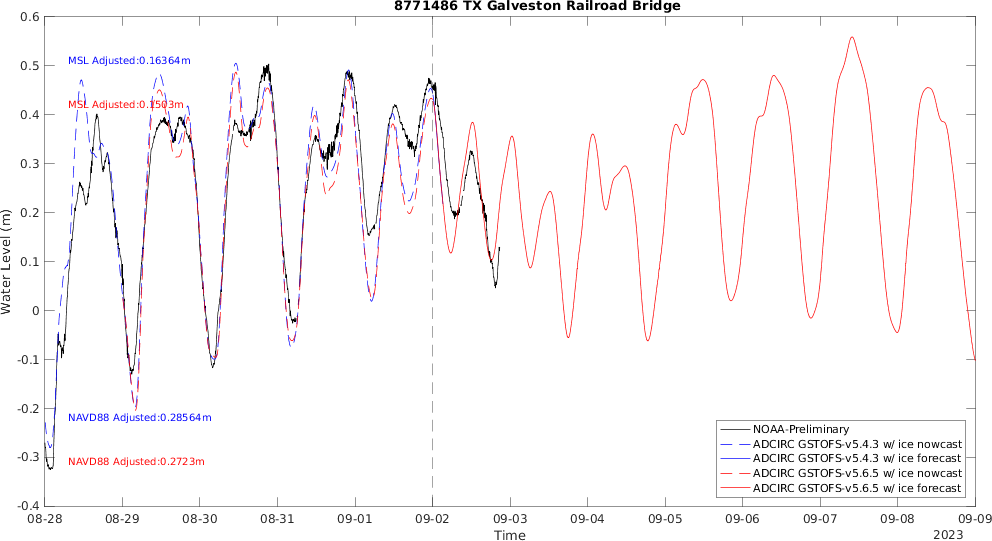 8771486 TX Galveston Railroad Bridge
0.6
0.5
0.4
0.3
0.2
0.1
0
-0.1
-0.2
-0.3
-0.4
Water Level (m)
MSL Adjusted:0.16364m
MSL Adjusted:0.1503m
NAVD88 Adjusted:0.28564m
NAVD88 Adjusted:0.2723m
NOAA-Preliminary
ADCIRC GSTOFS-v5.4.3 w/ ice nowcast
ADCIRC GSTOFS-v5.4.3 w/ ice forecast
ADCIRC GSTOFS-v5.6.5 w/ ice nowcast
ADCIRC GSTOFS-v5.6.5 w/ ice forecast
08-28 08-29 08-30 08-31 09-01 09-02 09-03 09-04 09-05 09-06 09-07 09-08 09-09
Time
2023